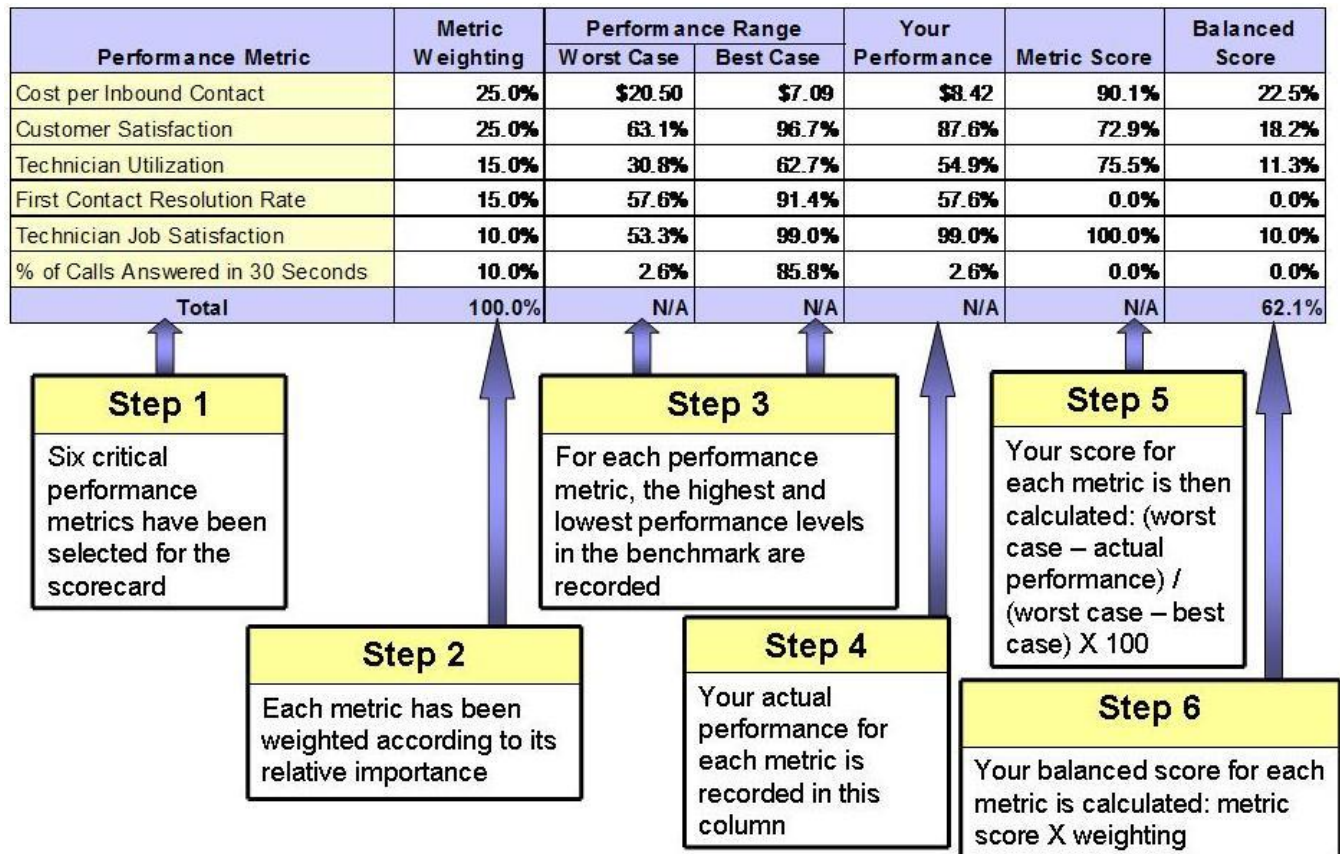 Performance Metric
Metric Weighting
Performance Range
Worst Case
Best Case
Your Performance
Metric Score
Balanced Score
Cost per Inbound Contact 25.0% $20.50 $7.09 $8.42 90.1% 22.5%
Customer Satisfaction 25.0% 63.1% 96.7% 87.6% 72.9% 18.2%
Technician Utilization 15.0% 30.8% 62.7% 54.9% 75.5% 11.3%
First Contact Resolution Rate 15.0% 57.6% 91.4% 57.6% 0.0% 0.0%
Technician Job Satisfaction 10.0% 53.3% 99.0% 99.0% 100.0% 10.0%
% of Calls Answered in 30 Seconds 10.0% 2.6% 85.8% 2.6% 0.0% 0.0%
Total 100.0% N/A N/A N/A N/A 62.1%
Step 1
Six critical
performance
metrics have been
selected for the
scorecard
Step 2
Each metric has been
weighted according to its
relative importance
Step 3
For each performance
metric, the highest and
lowest performance levels
in the benchmark are
recorded
Step 4
Your actual
performance for
each metric is
recorded in this
column
Step 5
Your score for
each metric is then
calculated: (worst
case – actual
performance) /
(worst case – best
case) X 100
Step 6
Your balanced score for each
metric is calculated: metric
score X weighting